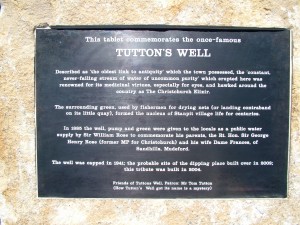 This tablet commemorates the once-famous
TUTTON'S WELL
Described as 'the oldest link to antiquity' which the town possessed, the 'constant,
never-failing stream of water of uncommon purity' which erupted here was
renowned for its medicinal virtues, especially for eyes, and hawked around the
country as The Christchurch Elixir.
The surrounding green, used by fishermen for drying nets (or landing contraband
on its little quay), formed the nucleus of Stanpit village life for centuries.
In 1885 the well, pump and green were given to the locals as a public water
supply by Sir William Rose to commemorate his parents, the Rt. Hon. Sir George
Henry Rose (former MP for Christchurch) and his wife Dame Frances, of
Sandhills, Mudeford.
The well was capped in 1941; the probable site of the dipping place built over in 2002;
this tribute was built in 2004.
Friends of Tuttons Well, Patron: Mr Tom Tutton
(How Tutton's Well got its name is a mystery)